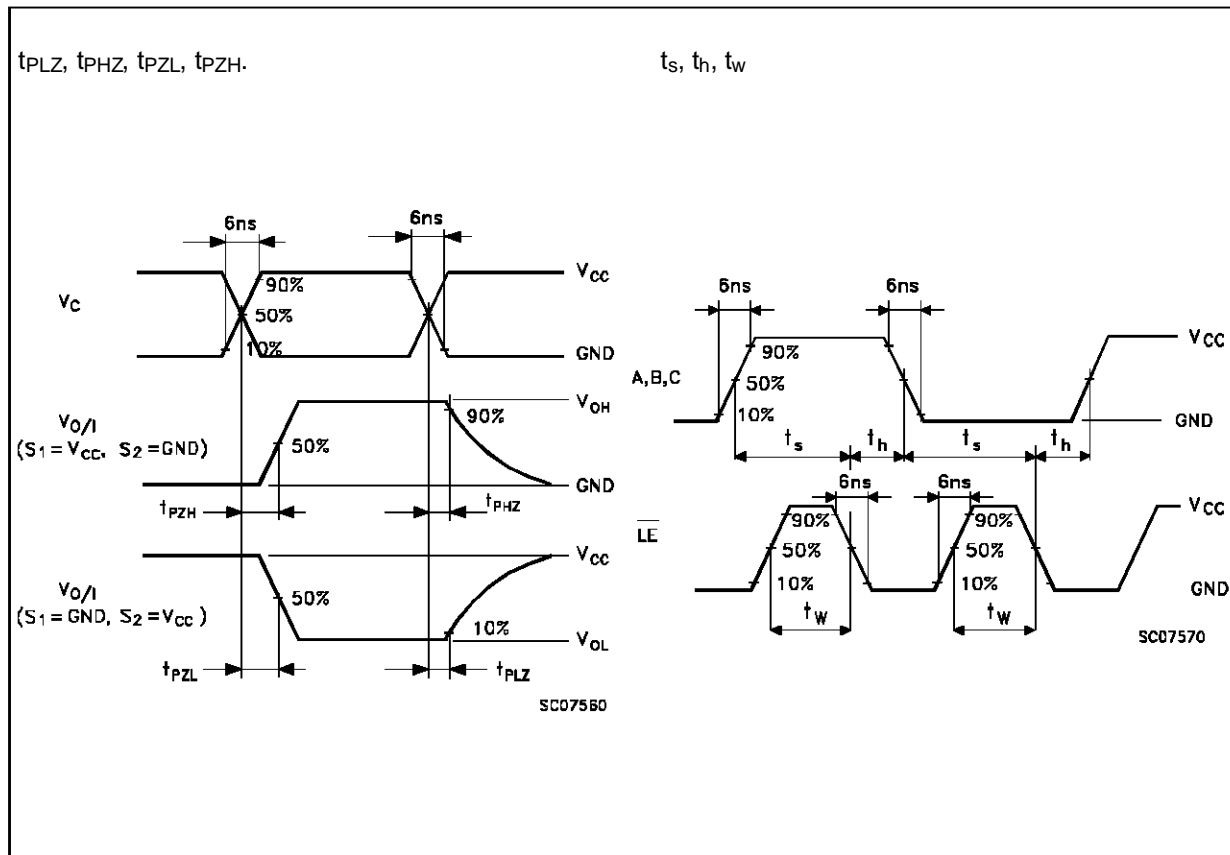 tPLZ, tPHZ, tPZL, tPZH.
ts, th, tw
6ns
6ns
VC
90%
50%
10%
VCC
GND
VO/I
(S1=VCC, S2=GND)
50%
90%
VOH
GND
tPZH
tPHZ
VO/I
(S1=GND, S2=VCC)
50%
10%
VCC
VOL
tPZL
tPLZ
SC07560
6ns
6ns
A,B,C
90%
50%
10%
VCC
GND
ts
th
ts
th
6ns
6ns
LE
90%
50%
10%
90%
50%
10%
VCC
GND
tW
tW
SC07570